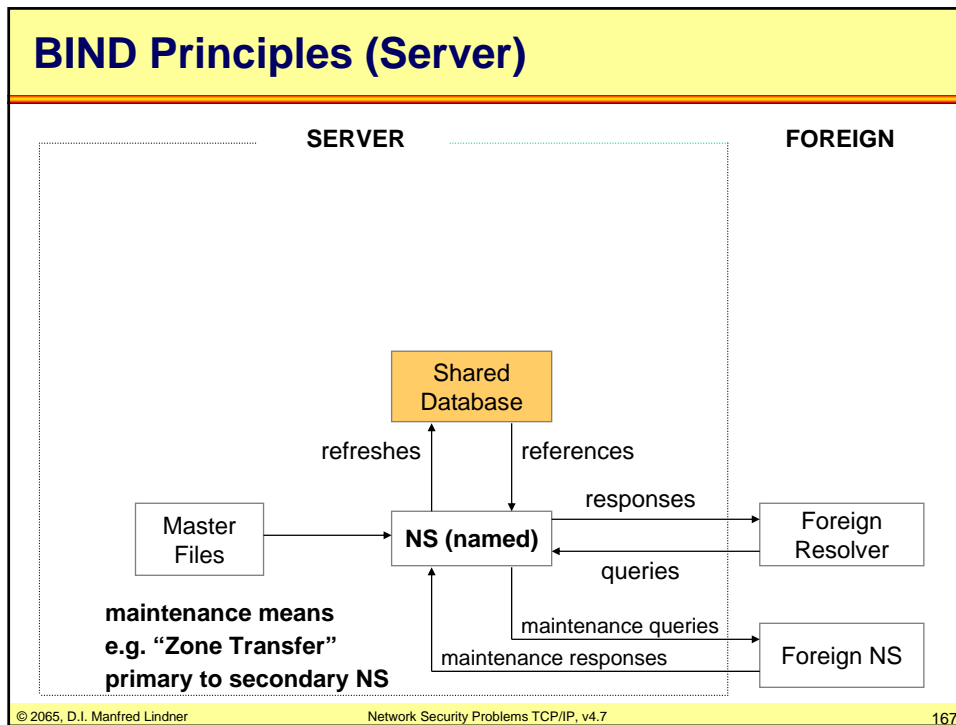 BIND Principles (Server)
SERVER
FOREIGN
Shared
Database
refreshes
references
responses
Master
Files
NS (named)
Foreign
Resolver
queries
maintenance means
e.g. “Zone Transfer”
primary to secondary NS
maintenance queries
maintenance responses
Foreign NS
© 2065, D.I. Manfred Lindner
Network Security Problems TCP/IP, v4.7
167